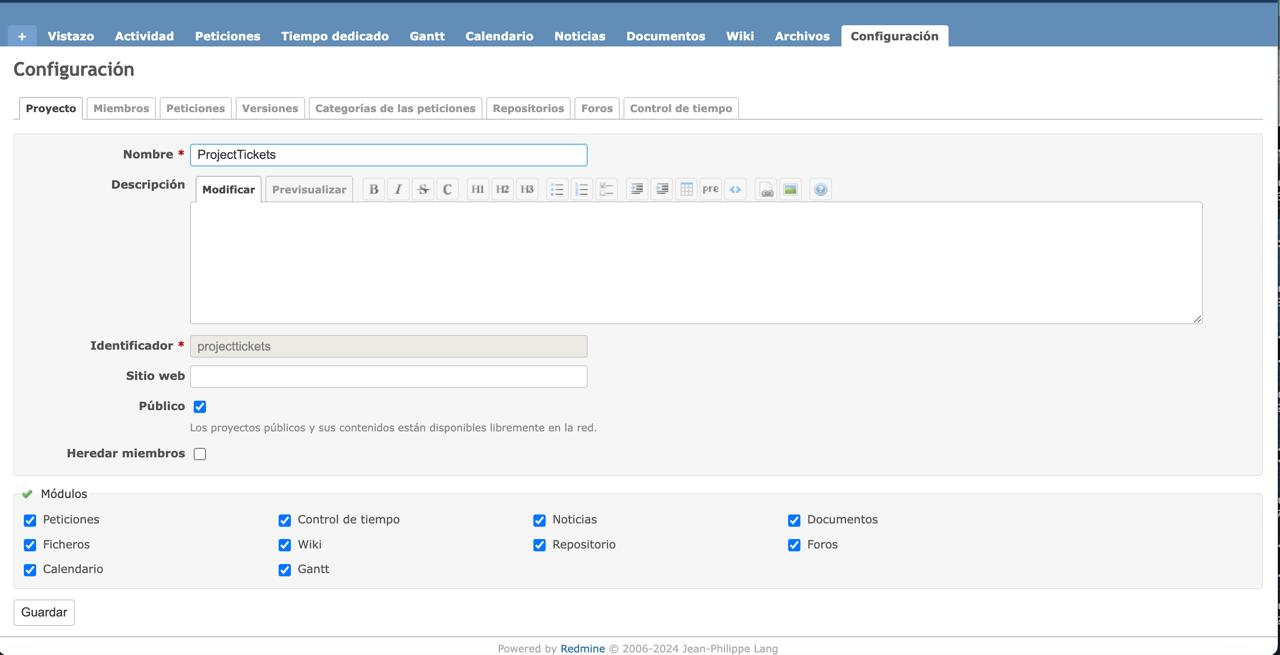 + Vistazo Actividad Peticiones Tiempo dedicado Gantt Calendario Noticias Documentos Wiki Archivos Configuración
Configuración
Proyecto Miembros Peticiones Versiones Categorías de las peticiones Repositorios Foros Control de tiempo
Nombre * ProjectTickets
Descripción Modificar Previsualizar B I S C H1 H2 H3 pre <> ?
Identificador * projecttickets
Sitio web
Público
Los proyectos públicos y sus contenidos están disponibles libremente en la red.
Heredar miembros
Módulos
Peticiones Control de tiempo Noticias Documentos
Ficheros Wiki Repositorio Foros
Calendario Gantt
Guardar
Powered by Redmine © 2006-2024 Jean-Philippe Lang